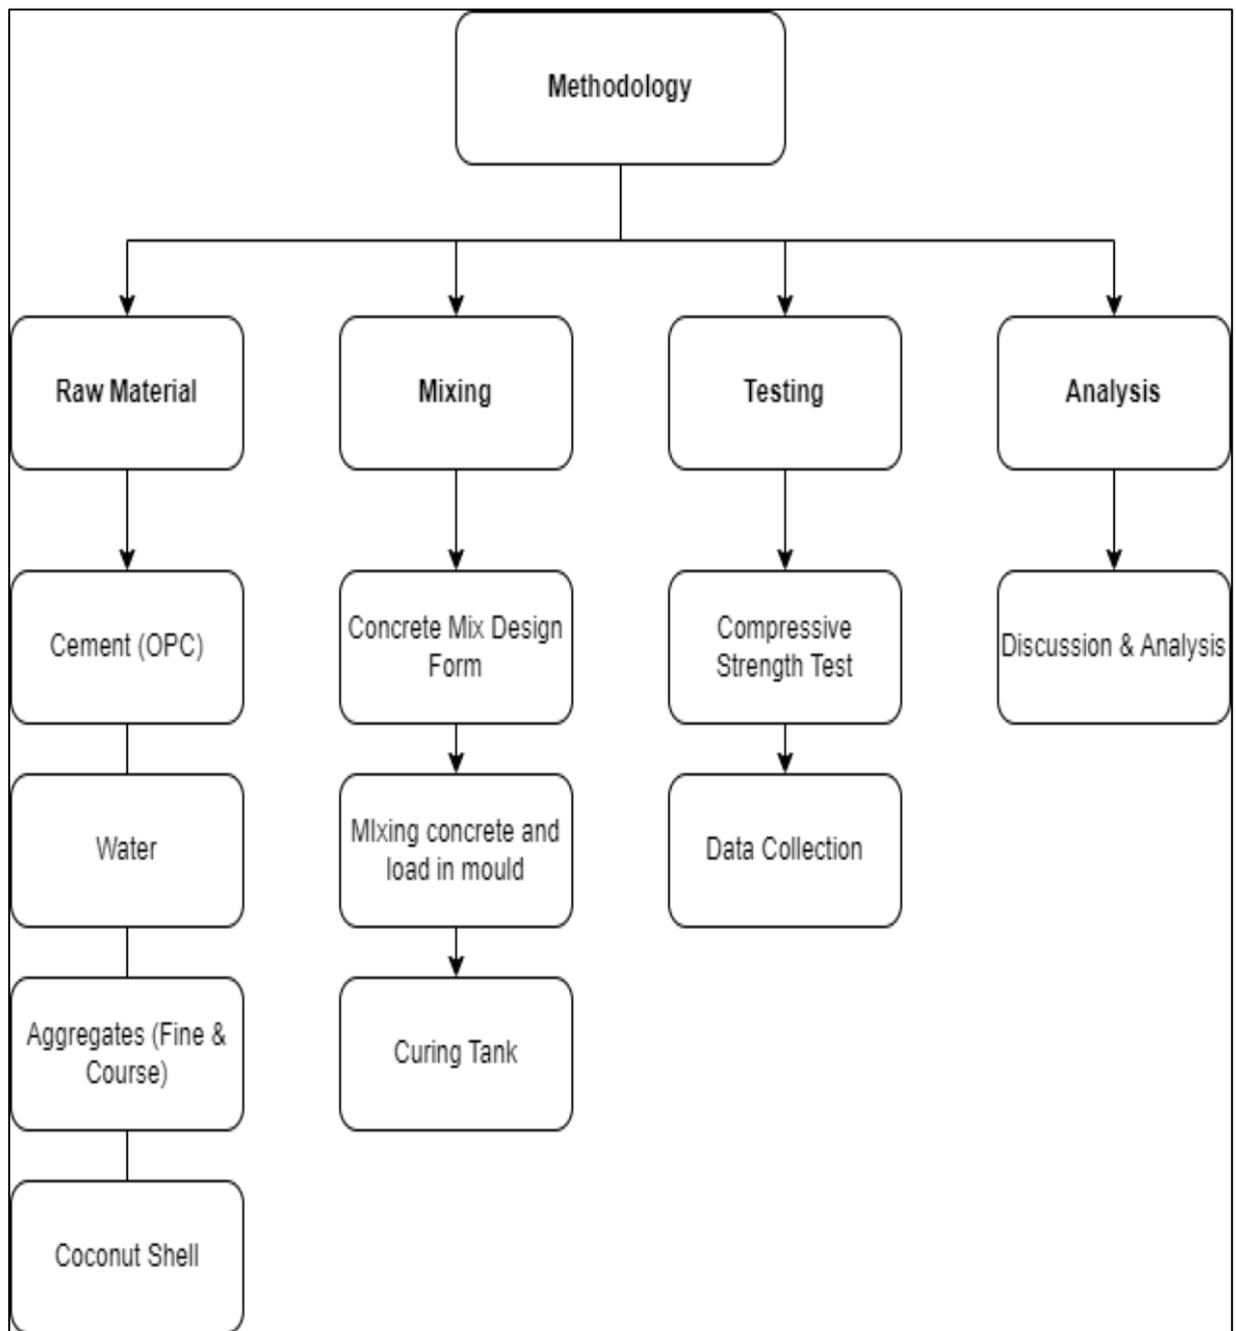 Methodology
Raw Material
Mixing
Testing
Analysis
Cement (OPC)
Concrete Mix Design
Form
Compressive
Strength Test
Discussion & Analysis
Water
MIxing concrete and
load in mould
Data Collection
Aggregates (Fine &
Course)
Curing Tank
Coconut Shell